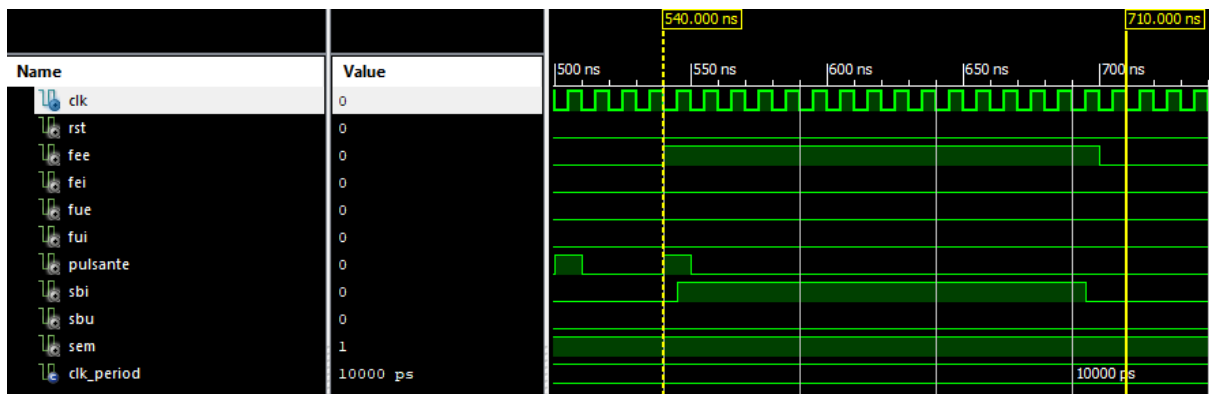 540.000 ns 710.000 ns
Name Value 500 ns 550 ns 600 ns 650 ns 700 ns
clk 0
rst 0
fee 0
fei 0
fue 0
fui 0
pulsante 0
sbi 0
sbu 0
sem 1
clk_period 10000 ps 10000 ps